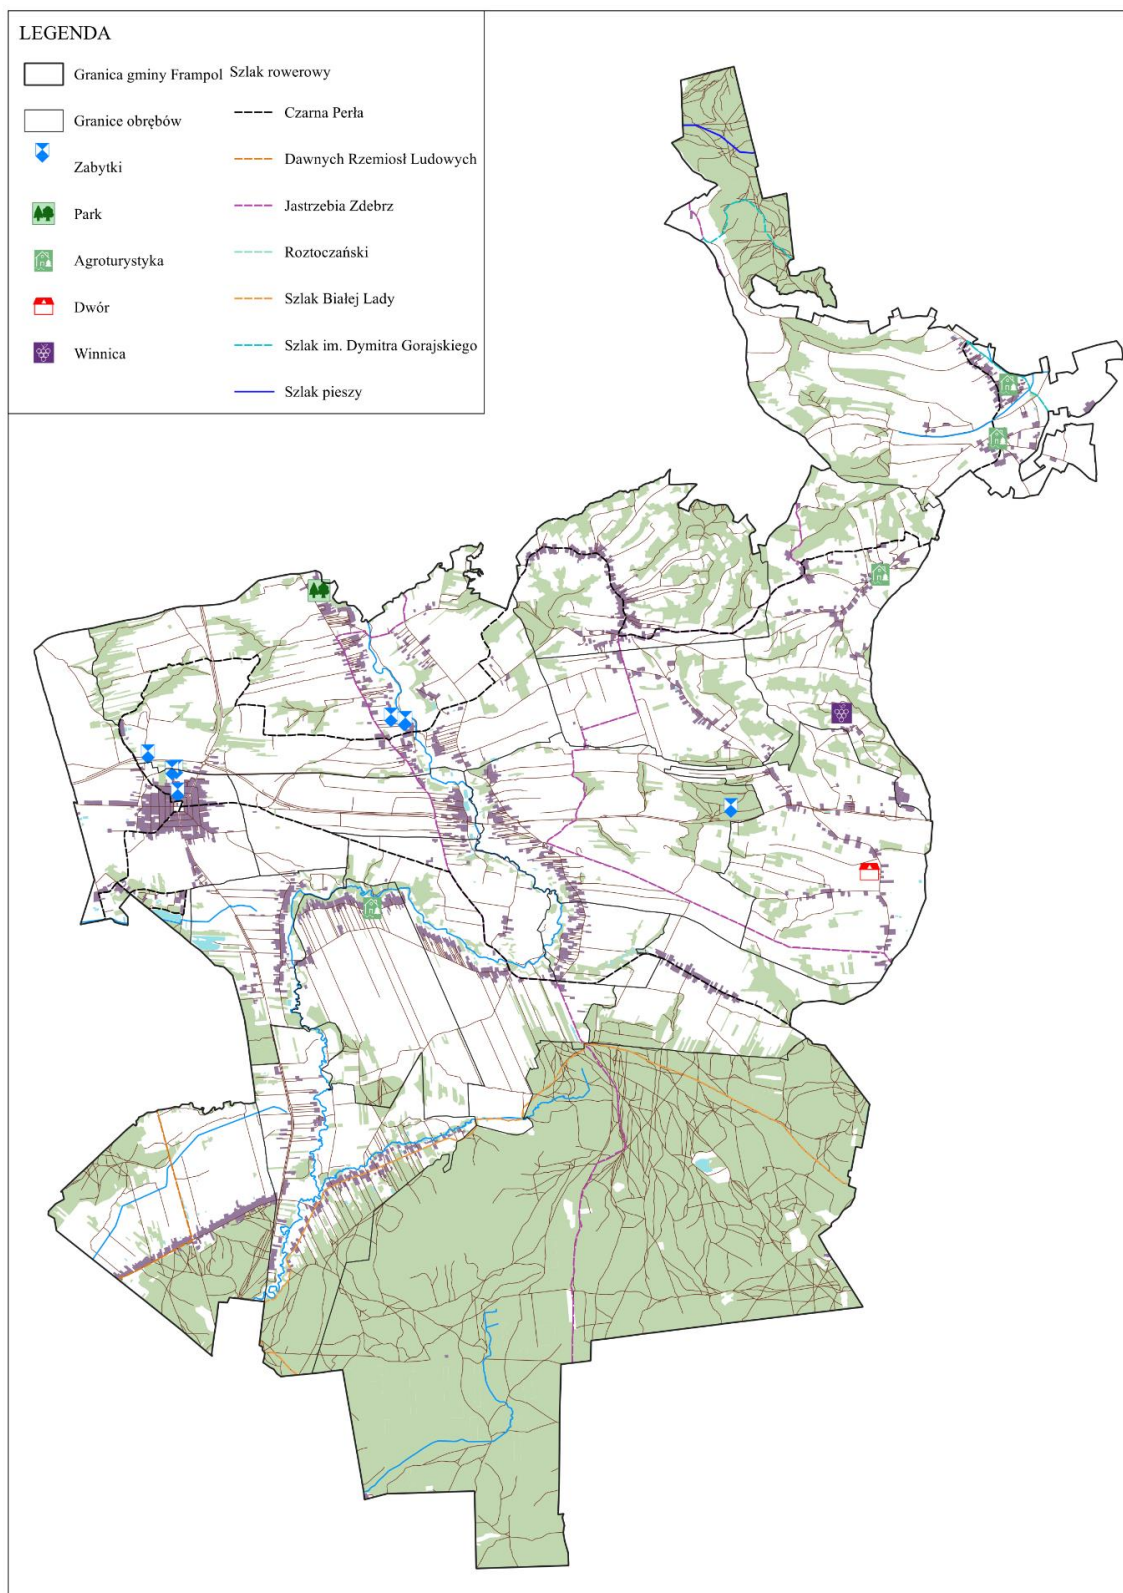 LEGENDA
Granica gminy Frampol
Granice obrębów
Zabytki
Park
Agroturystyka
Dwór
Winnica
Szlak rowerowy
Czarna Perła
Dawnych Rzemiosł Ludowych
Jastrzebia Zdebrz
Roztoczański
Szlak Białej Lady
Szlak im. Dymitra Gorajskiego
Szlak pieszy